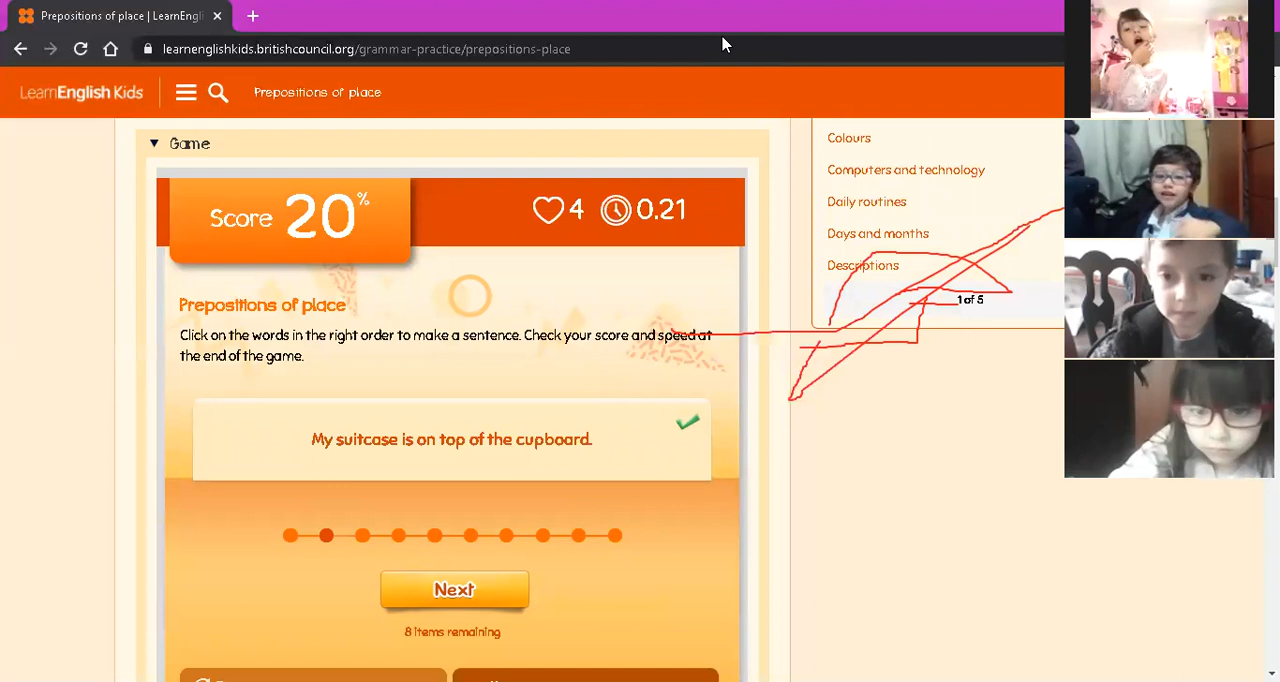 Prepositions of place | LearnEngli
learnenglishkids.britishcouncil.org/grammar-practice/prepositions-place
LearnEnglish Kids
Prepositions of place
Game
Score 20%
4
0.21
Prepositions of place
Click on the words in the right order to make a sentence. Check your score and speed at
the end of the game.
My suitcase is on top of the cupboard.
Next
8 items remaining
Colours
Computers and technology
Daily routines
Days and months
Descriptions
1 of 5